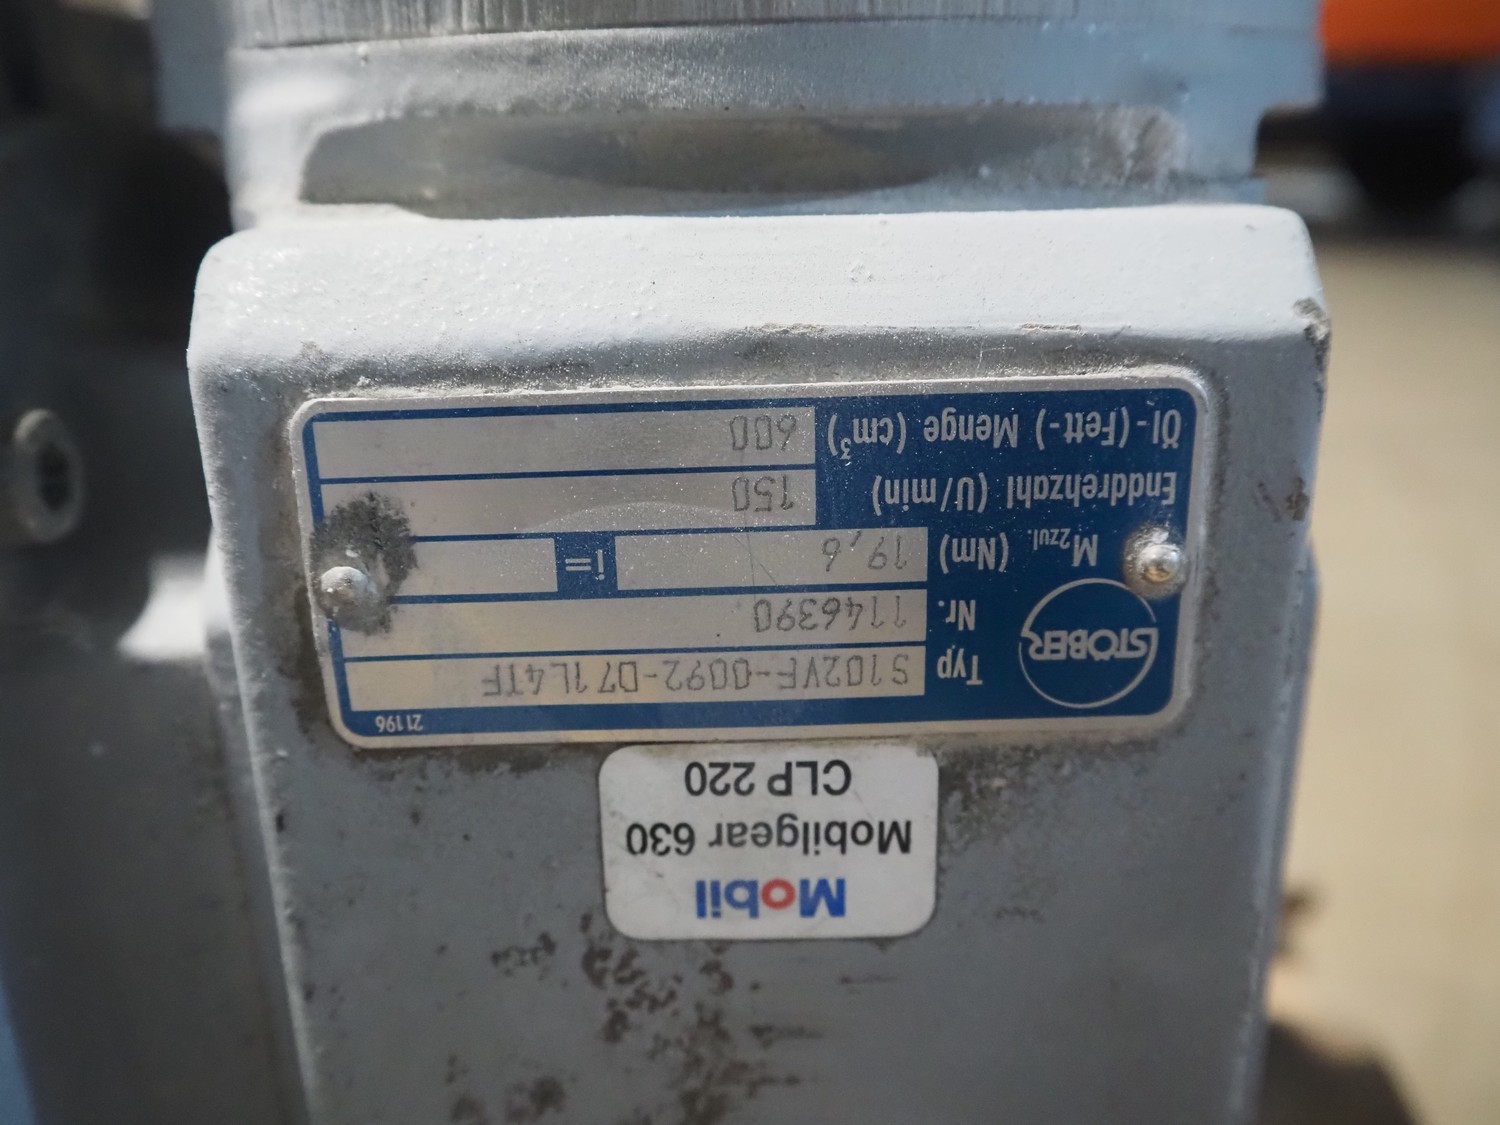 21196
STÖBER
Typ S102VF-0092-D71L4TF
Nr. 1146390
M2zul. (Nm) 19,6 i=
Enddrehzahl (U/min) 150
Öl-(Fett-) Menge (cm³) 600
Mobil
Mobilgear 630
CLP 220